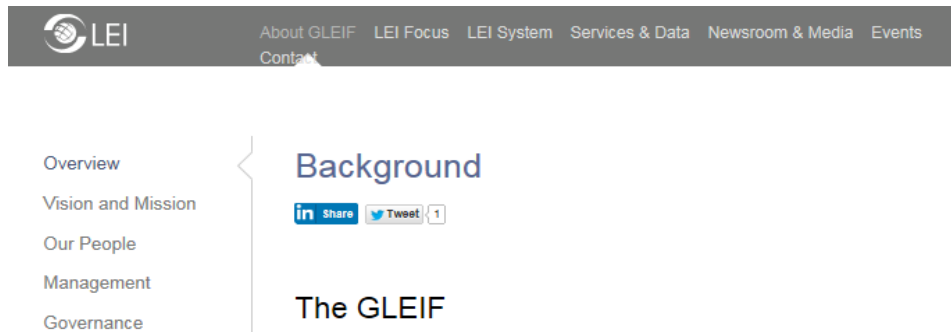 LEI
About GLEIF LEI Focus LEI System Services & Data Newsroom & Media Events
Contact
Overview
Vision and Mission
Our People
Management
Governance
Background
in Share Tweet 1
The GLEIF